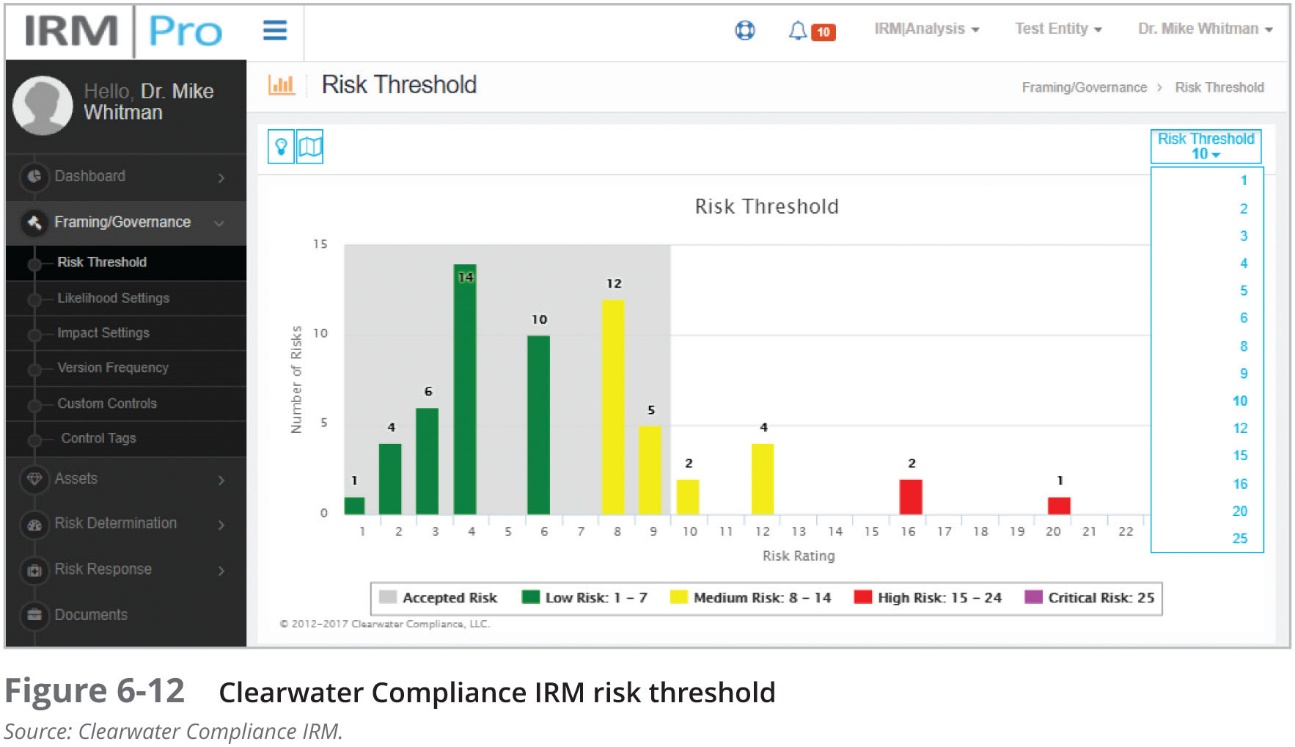 IRM | Pro
10
IRM|Analysis
Test Entity
Dr. Mike Whitman
Hello, Dr. Mike
Whitman
Risk Threshold
Framing/Governance > Risk Threshold
Dashboard
Framing/Governance
Risk Threshold
Likelihood Settings
Impact Settings
Version Frequency
Custom Controls
Control Tags
Assets
Risk Determination
Risk Response
Documents
Risk Threshold
10
1
2
3
4
5
6
8
9
10
12
15
16
20
25
Risk Threshold
Number of Risks
15
10
5
0
1
4
6
14
10
12
5
2
4
2
1
1 2 3 4 5 6 7 8 9 10 11 12 13 14 15 16 17 18 19 20 21 22
Risk Rating
Accepted Risk Low Risk: 1 – 7 Medium Risk: 8 – 14 High Risk: 15 – 24 Critical Risk: 25
© 2012–2017 Clearwater Compliance, LLC.
Figure 6-12 Clearwater Compliance IRM risk threshold
Source: Clearwater Compliance IRM.